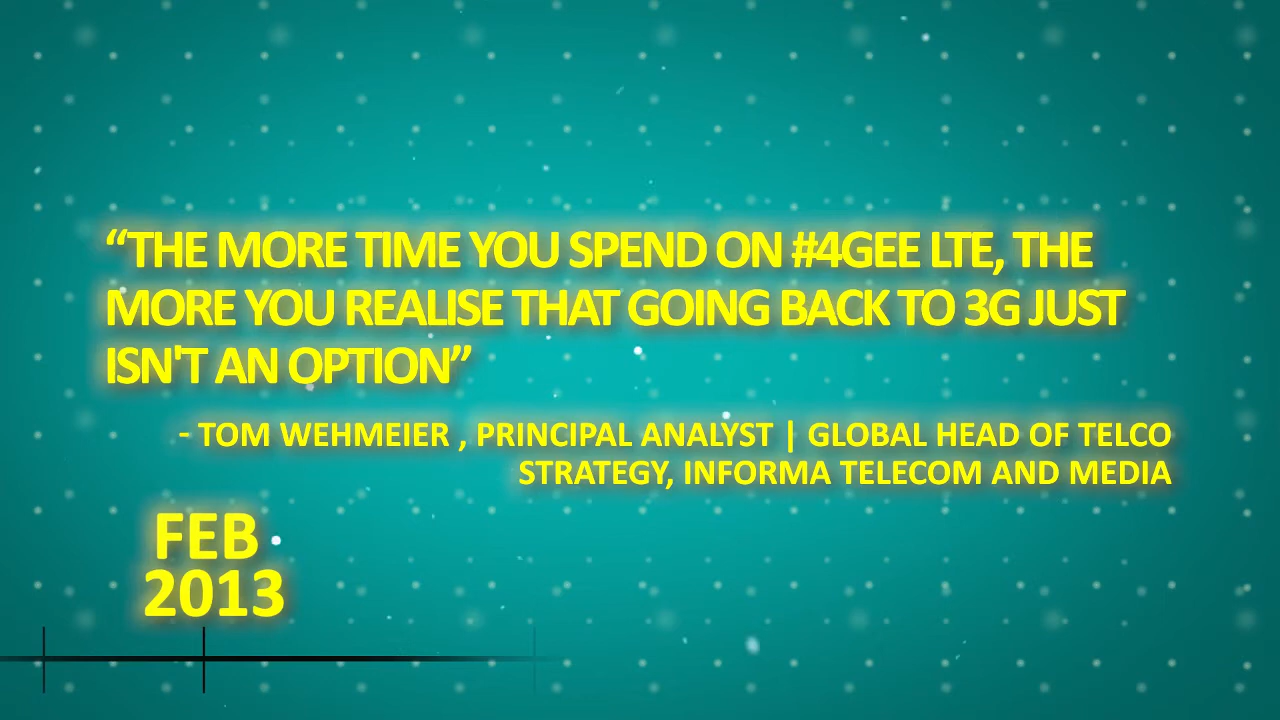 “THE MORE TIME YOU SPEND ON #4GEE LTE, THE
MORE YOU REALISE THAT GOING BACK TO 3G JUST
ISN'T AN OPTION”
- TOM WEHMEIER , PRINCIPAL ANALYST | GLOBAL HEAD OF TELCO
STRATEGY, INFORMA TELECOM AND MEDIA
FEB
2013